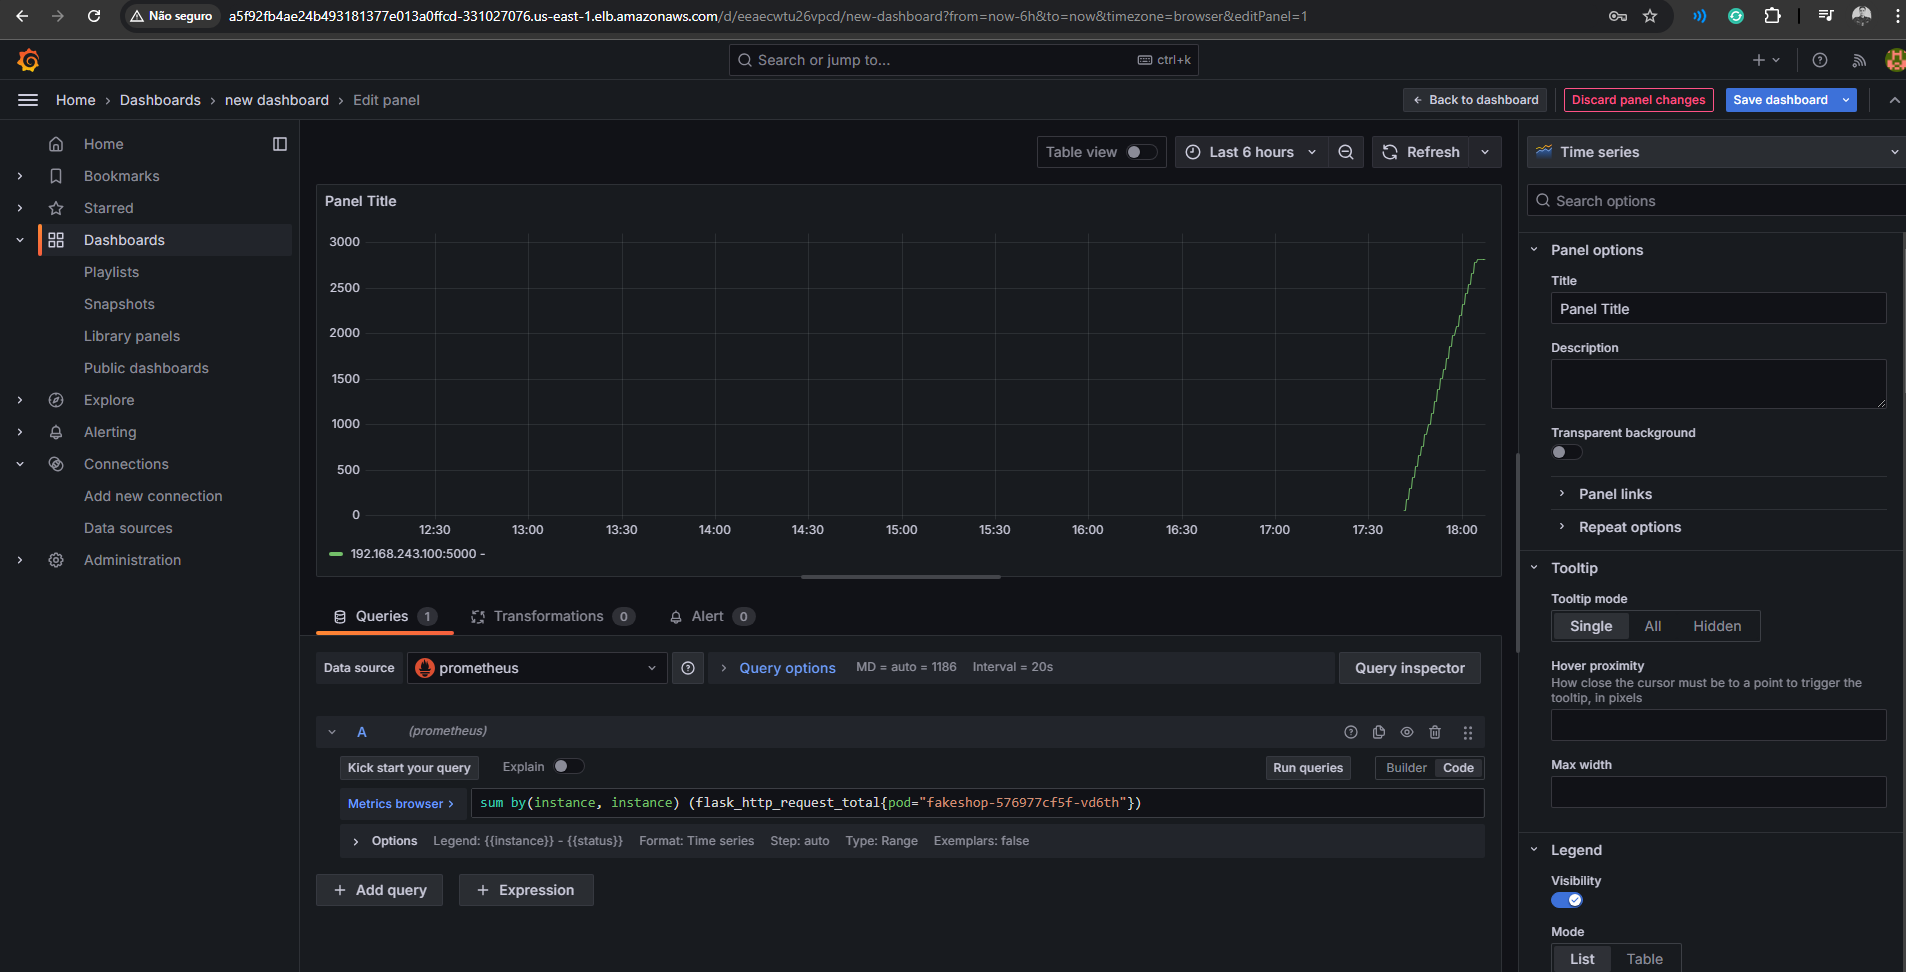 Não seguro a5f92fb4ae24b493181377e013a0ffcd-331027076.us-east-1.elb.amazonaws.com/d/eeaecwtu26vpcd/new-dashboard?from=now-6h&to=now&timezone=browser&editPanel=1
Search or jump to... ctrl+k
Home › Dashboards › new dashboard › Edit panel
← Back to dashboard
Discard panel changes
Save dashboard
Home
Bookmarks
Starred
Dashboards
Playlists
Snapshots
Library panels
Public dashboards
Explore
Alerting
Connections
Add new connection
Data sources
Administration
Table view
Last 6 hours
Refresh
Panel Title
3000
2500
2000
1500
1000
500
0
12:30 13:00 13:30 14:00 14:30 15:00 15:30 16:00 16:30 17:00 17:30 18:00
192.168.243.100:5000 -
Queries 1 Transformations 0 Alert 0
Data source prometheus Query options MD = auto = 1186 Interval = 20s Query inspector
A (prometheus)
Kick start your query Explain Run queries Builder Code
Metrics browser › sum by(instance, instance) (flask_http_request_total{pod="fakeshop-576977cf5f-vd6th"})
Options Legend: {{instance}} - {{status}} Format: Time series Step: auto Type: Range Exemplars: false
+ Add query + Expression
Time series
Search options
Panel options
Title
Panel Title
Description
Transparent background
Panel links
Repeat options
Tooltip
Tooltip mode
Single All Hidden
Hover proximity
How close the cursor must be to a point to trigger the
tooltip, in pixels
Max width
Legend
Visibility
Mode
List Table